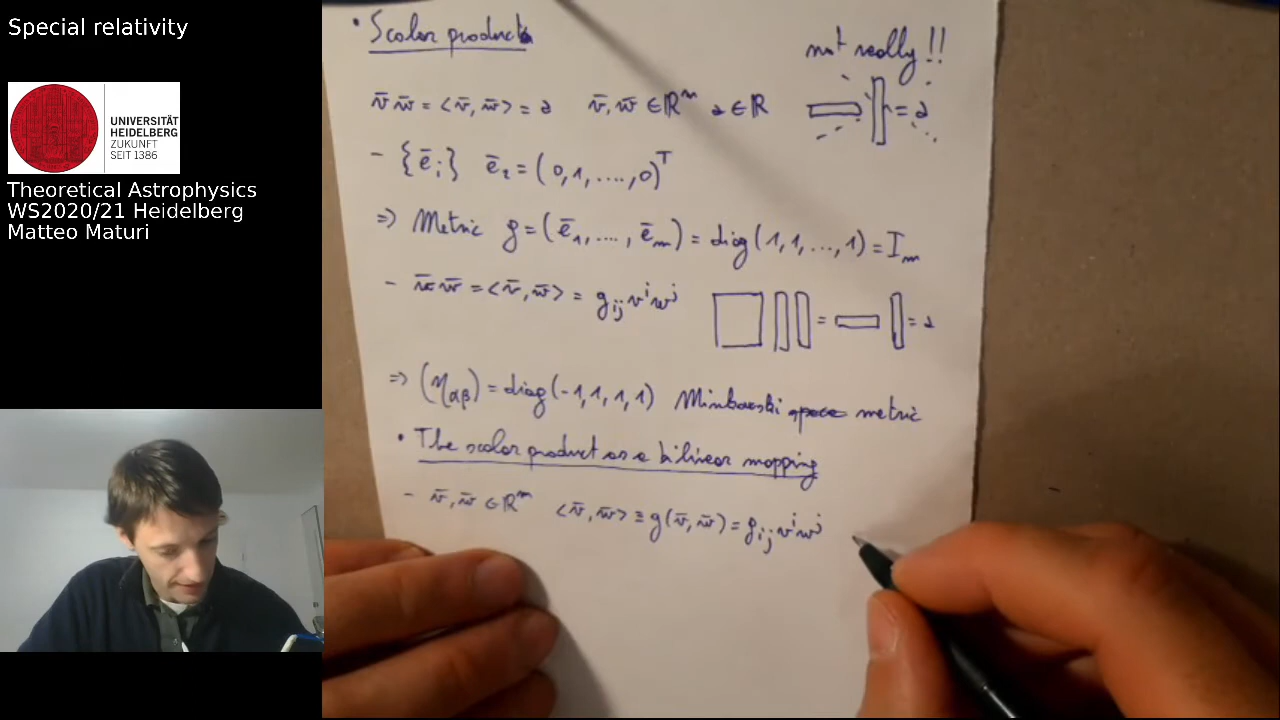 Special relativity
UNIVERSITÄT
HEIDELBERG
ZUKUNFT
SEIT 1386
Theoretical Astrophysics
WS2020/21 Heidelberg
Matteo Maturi
• Scalar product
not really!!
v̄ w̄ = <v̄, w̄> = a   v̄, w̄ ∈ ℝⁿ   a ∈ ℝ
= a
- {ēᵢ}   ē₂ = (0,1,....,0)ᵀ
=> Metric g = (ē₁,...., ēₙ) = diag(1,1,...,1) = Iₙ
- v̄ w̄ = <v̄, w̄> = gᵢⱼ vⁱ wʲ
= = a
=> (η_αβ) = diag(-1,1,1,1) Minkowski space metric
• The scalar product as a bilinear mapping
- v̄, w̄ ∈ ℝⁿ   <v̄, w̄> ≡ g(v̄, w̄) = gᵢⱼ vⁱ wʲ